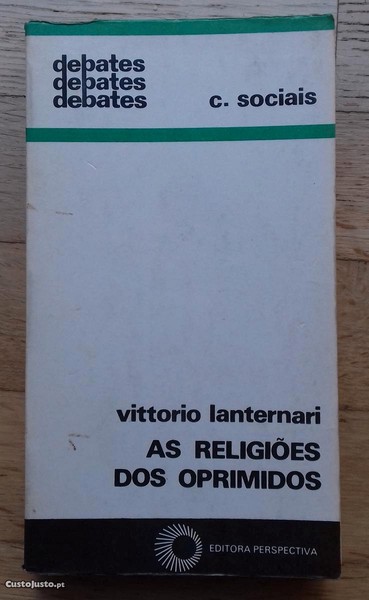 debates
debates
debates
c. sociais
vittorio lanternari
AS RELIGIÕES
DOS OPRIMIDOS
EDITORA PERSPECTIVA
CustoJusto.pt